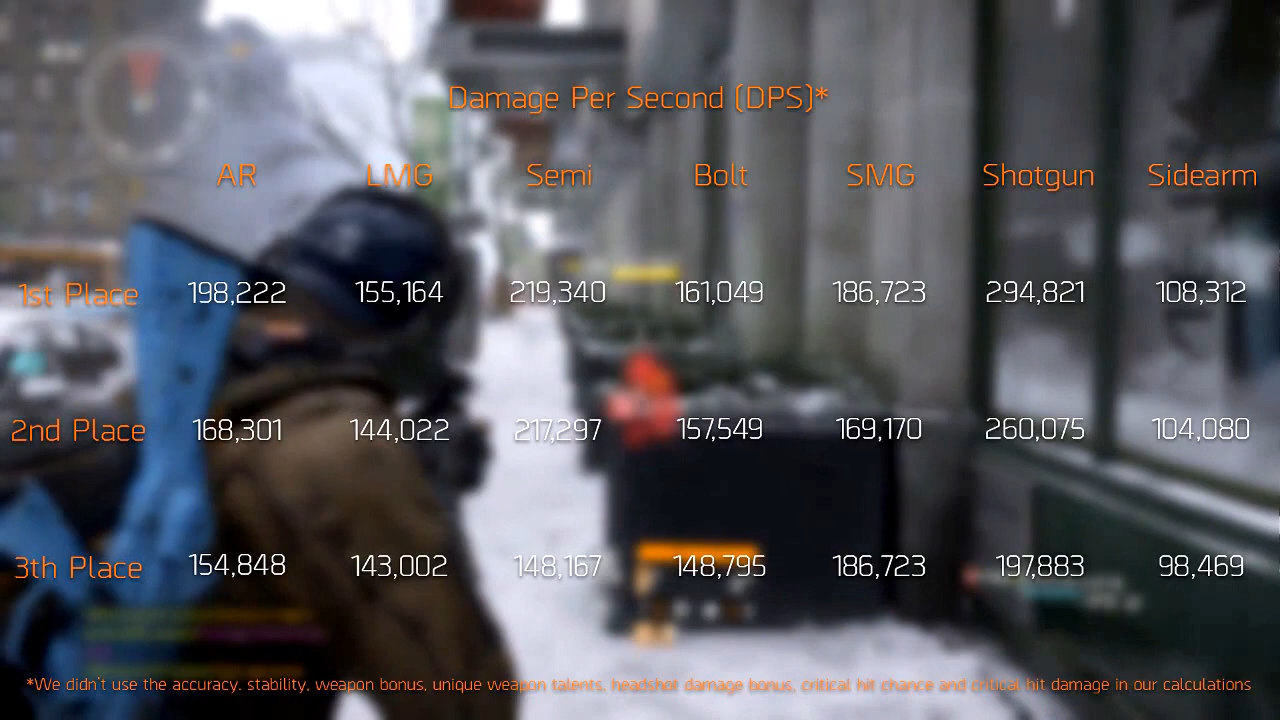 Damage Per Second (DPS)*
AR LMG Semi Bolt SMG Shotgun Sidearm
1st Place 198,222 155,164 219,340 161,049 186,723 294,821 108,312
2nd Place 168,301 144,022 217,297 157,549 169,170 260,075 104,080
3th Place 154,848 143,002 148,167 148,795 186,723 197,883 98,469
*We didn't use the accuracy. stability, weapon bonus, unique weapon talents, headshot damage bonus, critical hit chance and critical hit damage in our calculations